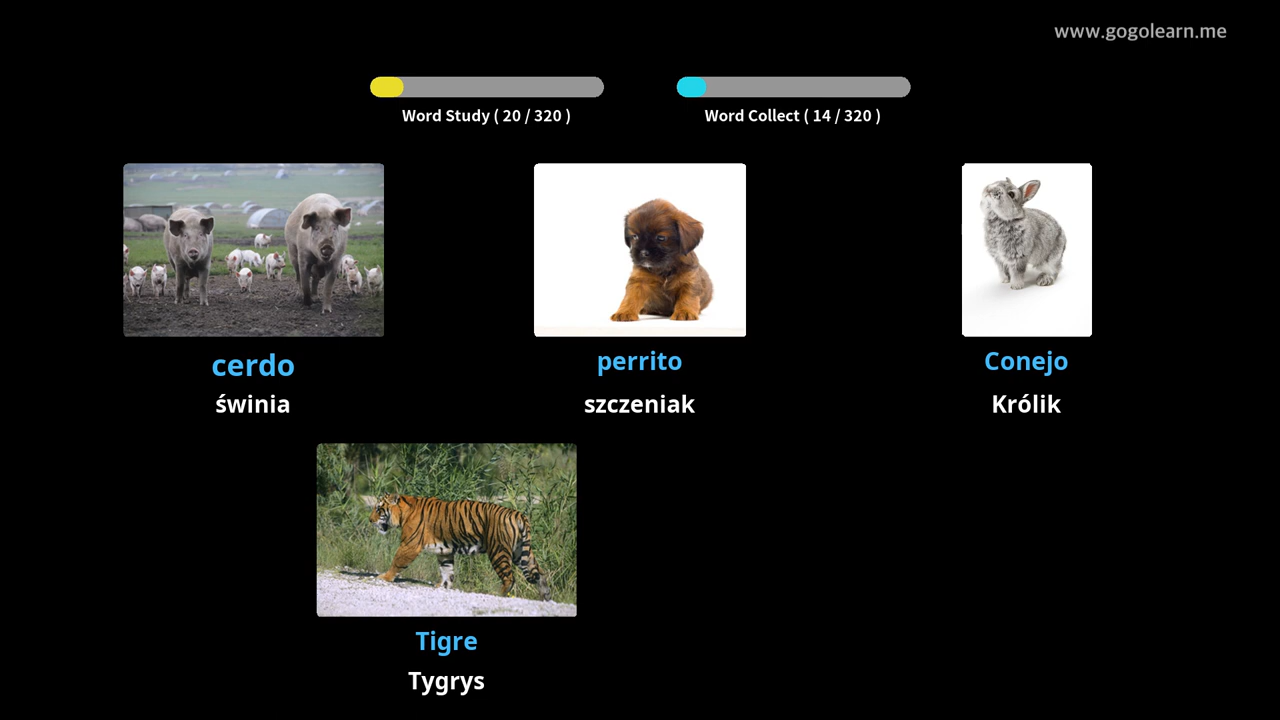 www.gogolearn.me
Word Study ( 20 / 320 )
Word Collect ( 14 / 320 )
cerdo
świnia
perrito
szczeniak
Conejo
Królik
Tigre
Tygrys